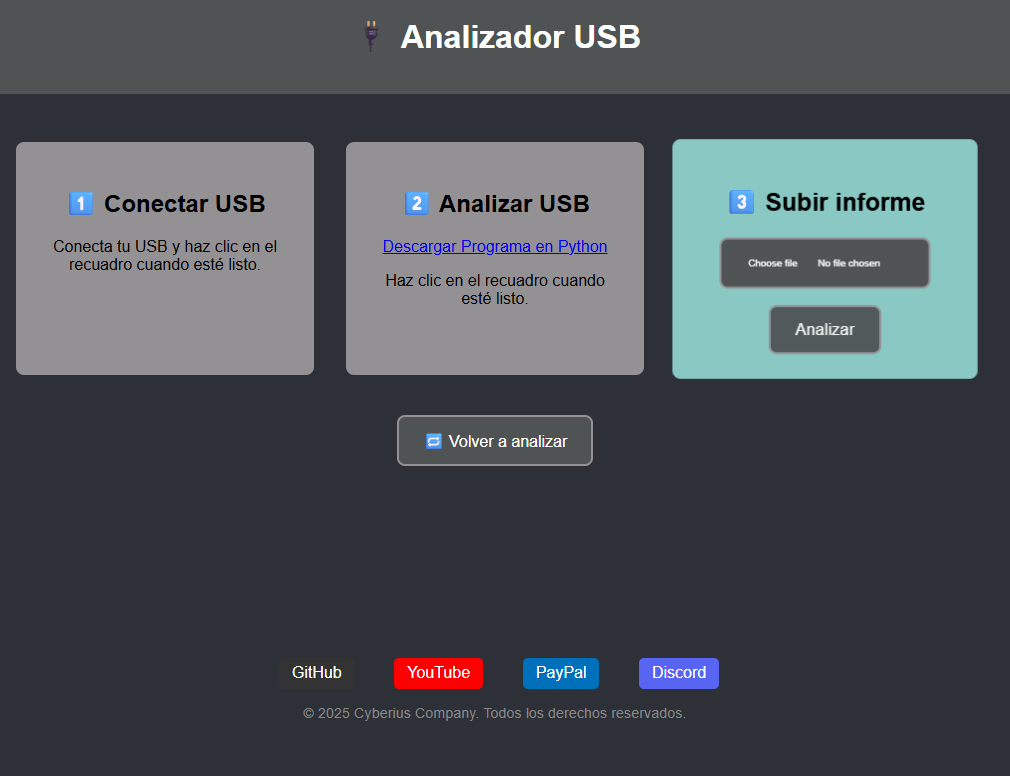 Analizador USB
1 Conectar USB
Conecta tu USB y haz clic en el
recuadro cuando esté listo.
2 Analizar USB
Descargar Programa en Python
Haz clic en el recuadro cuando
esté listo.
3 Subir informe
Choose file No file chosen
Analizar
Volver a analizar
GitHub YouTube PayPal Discord
© 2025 Cyberius Company. Todos los derechos reservados.